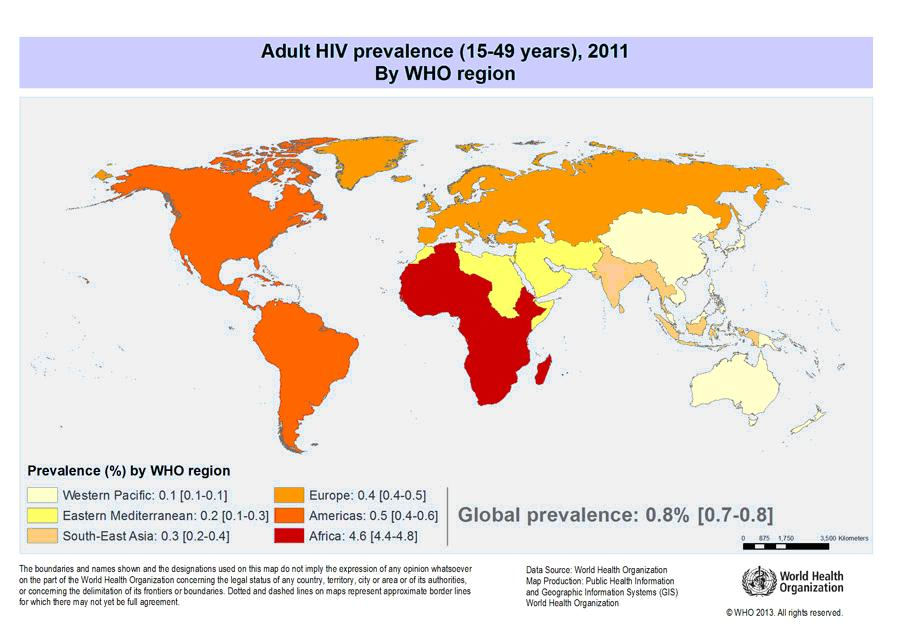 Adult HIV prevalence (15-49 years), 2011
By WHO region
Prevalence (%) by WHO region
Western Pacific: 0.1 [0.1-0.1]
Eastern Mediterranean: 0.2 [0.1-0.3]
South-East Asia: 0.3 [0.2-0.4]
Europe: 0.4 [0.4-0.5]
Americas: 0.5 [0.4-0.6]
Africa: 4.6 [4.4-4.8]
Global prevalence: 0.8% [0.7-0.8]
0 875 1,750 3,500 Kilometers
The boundaries and names shown and the designations used on this map do not imply the expression of any opinion whatsoever
on the part of the World Health Organization concerning the legal status of any country, territory, city or area or of its authorities,
or concerning the delimitation of its frontiers or boundaries. Dotted and dashed lines on maps represent approximate border lines
for which there may not yet be full agreement.
Data Source: World Health Organization
Map Production: Public Health Information
and Geographic Information Systems (GIS)
World Health Organization
World Health
Organization
© WHO 2013. All rights reserved.